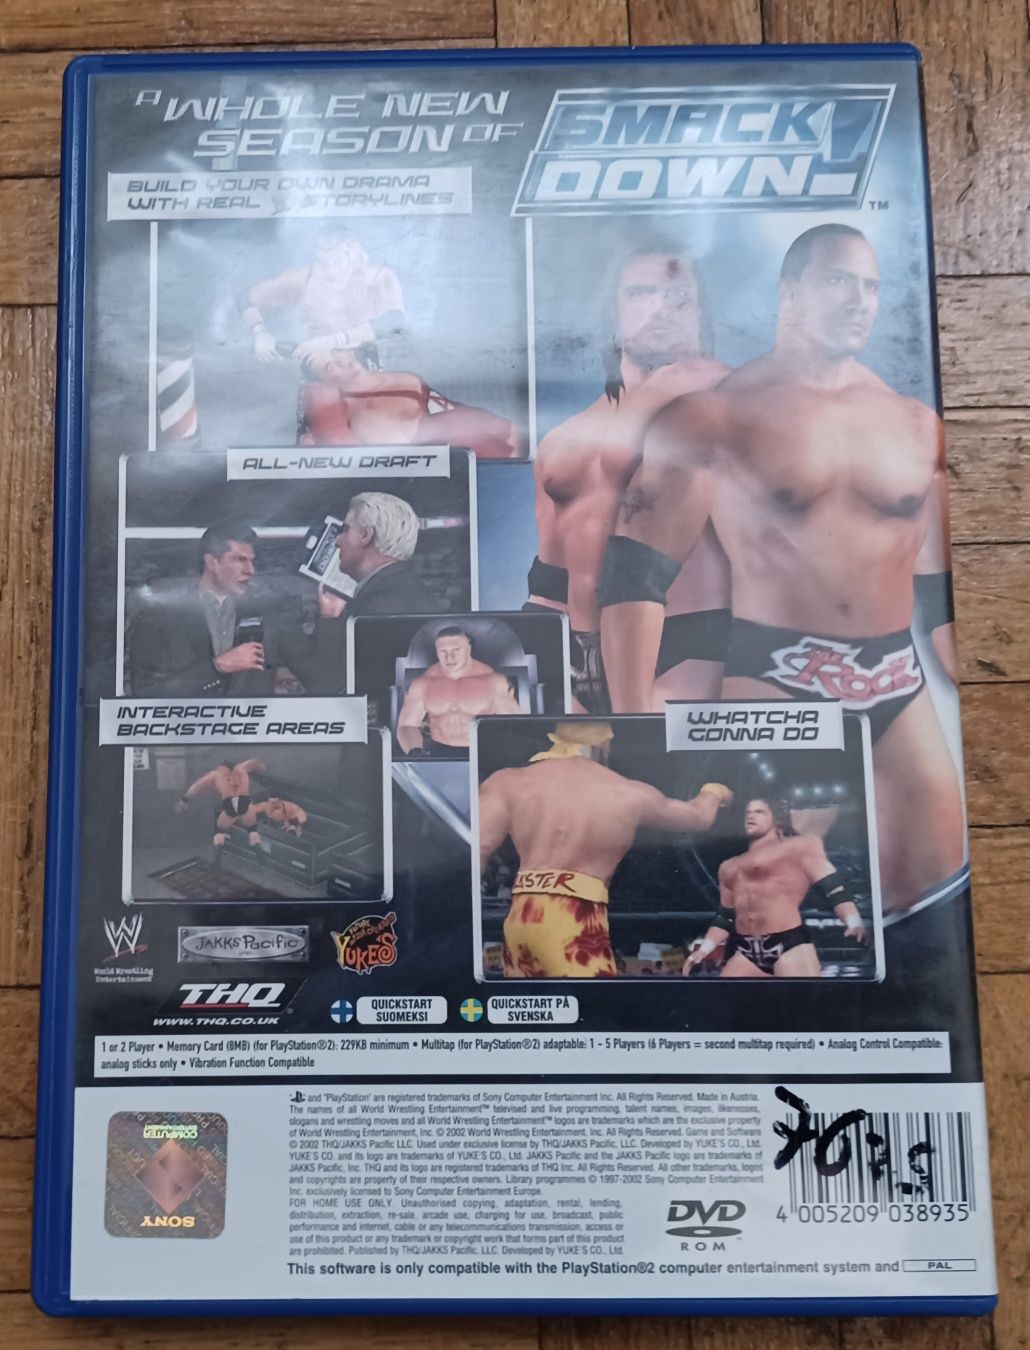 A WHOLE NEW
SEASON OF
SMACK
DOWN!™
BUILD YOUR OWN DRAMA
WITH REAL STORYLINES
ALL-NEW DRAFT
INTERACTIVE
BACKSTAGE AREAS
WHATCHA
GONNA DO
The Rock
ASTER
World Wrestling
Entertainment
JAKKS Pacific
YUKE'S
THQ
WWW.THQ.CO.UK
QUICKSTART
SUOMEKSI
QUICKSTART PÅ
SVENSKA
1 or 2 Player • Memory Card (8MB) (for PlayStation®2): 229KB minimum • Multitap (for PlayStation®2) adaptable: 1 - 5 Players (6 Players = second multitap required) • Analog Control Compatible:
analog sticks only • Vibration Function Compatible
and "PlayStation" are registered trademarks of Sony Computer Entertainment Inc. All Rights Reserved. Made in Austria.
The names of all World Wrestling Entertainment™ televised and live programming, talent names, images, likenesses,
slogans and wrestling moves and all World Wrestling Entertainment™ logos are trademarks which are the exclusive property
of World Wrestling Entertainment, Inc. © 2002 World Wrestling Entertainment, Inc. All Rights Reserved. Game and Software
© 2002 THQ/JAKKS Pacific LLC. Used under exclusive license by THQ/JAKKS Pacific, LLC. Developed by YUKE'S CO., Ltd.
YUKE'S CO. and its logo are trademarks of YUKE'S CO., Ltd. JAKKS Pacific and the JAKKS Pacific logo are trademarks of
JAKKS Pacific, Inc. THQ and its logo are registered trademarks of THQ Inc. All Rights Reserved. All other trademarks, logos
and copyrights are property of their respective owners. Library programmes © 1997-2002 Sony Computer Entertainment
Inc. exclusively licensed to Sony Computer Entertainment Europe.
FOR HOME USE ONLY. Unauthorised copying, adaptation, rental, lending,
distribution, extraction, re-sale, arcade use, charging for use, broadcast, public
performance and internet, cable or any telecommunications transmission, access or
use of this product or any trademark or copyright work that forms part of this product
are prohibited. Published by THQ/JAKKS Pacific, LLC. Developed by YUKE'S CO., Ltd.
This software is only compatible with the PlayStation®2 computer entertainment system and PAL
DVD
ROM
4 005209 038935
COMPUTER
ENTERTAINMENT
SONY